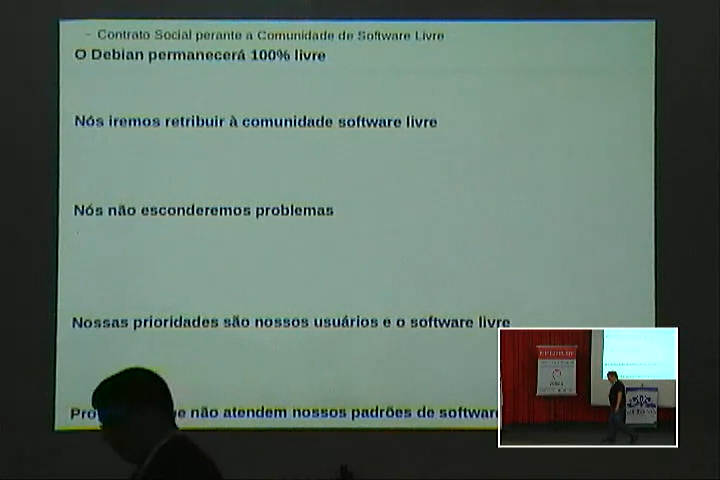 – Contrato Social perante a Comunidade de Software Livre
O Debian permanecerá 100% livre
Nós iremos retribuir à comunidade software livre
Nós não esconderemos problemas
Nossas prioridades são nossos usuários e o software livre
não atendem nossos padrões de software